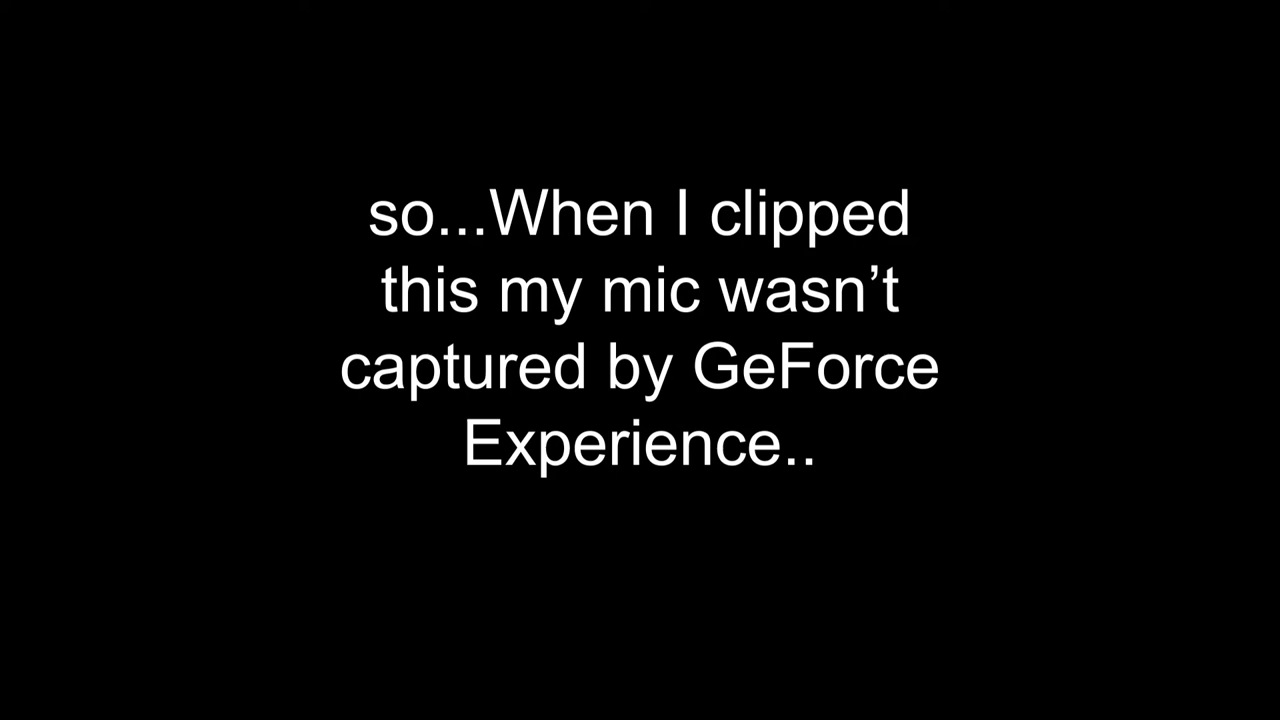 so...When I clipped
this my mic wasn’t
captured by GeForce
Experience..